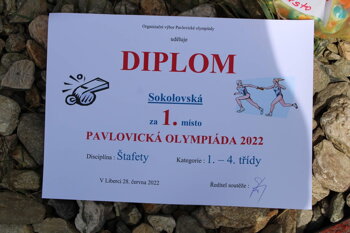 Organizační výbor Pavlovické olympiády
uděluje
DIPLOM
Sokolovská
za 1. místo
PAVLOVICKÁ OLYMPIÁDA 2022
Disciplína : Štafety Kategorie : 1. – 4. třídy
V Liberci 28. června 2022 Ředitel soutěže :